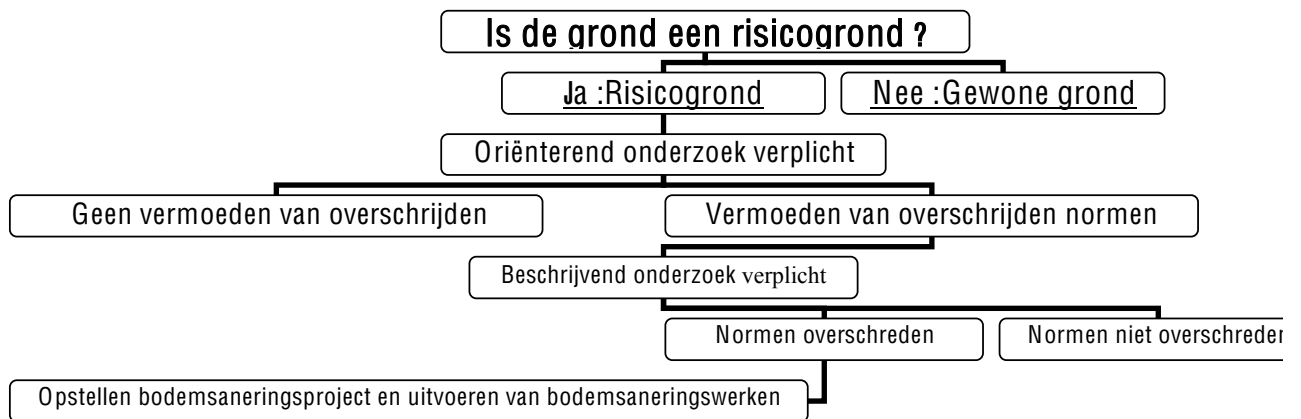 Is de grond een risicogrond ?
Ja :Risicogrond
Nee :Gewone grond
Oriënterend onderzoek verplicht
Geen vermoeden van overschrijden
Vermoeden van overschrijden normen
Beschrijvend onderzoek verplicht
Normen overschreden
Normen niet overschreden
Opstellen bodemsaneringsproject en uitvoeren van bodemsaneringswerken